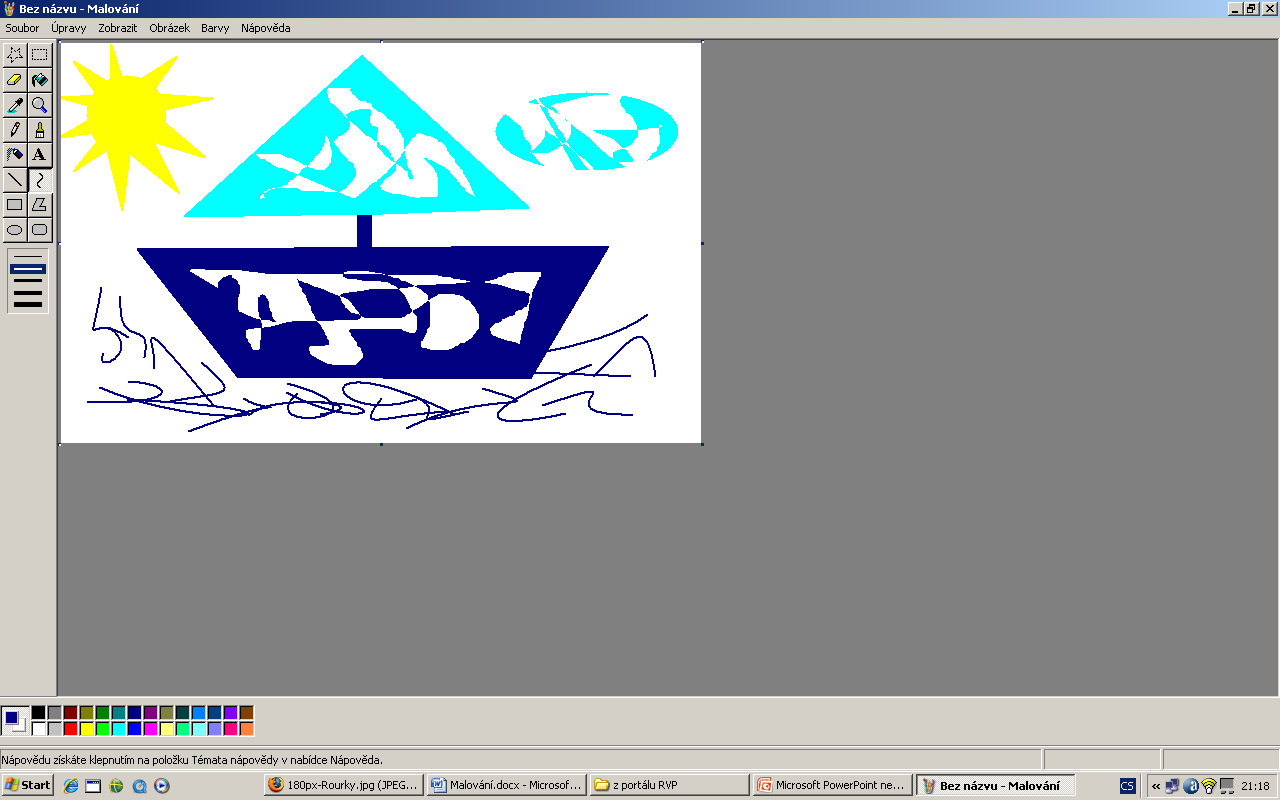 Bez názvu - Malování
Soubor Úpravy Zobrazit Obrázek Barvy Nápověda
A
Nápovědu získáte klepnutím na položku Témata nápovědy v nabídce Nápověda.
Start 180px-Rourky.jpg (JPEG... Malování.docx - Microsof... z portálu RVP Microsoft PowerPoint ne... Bez názvu - Malování CS « 21:18